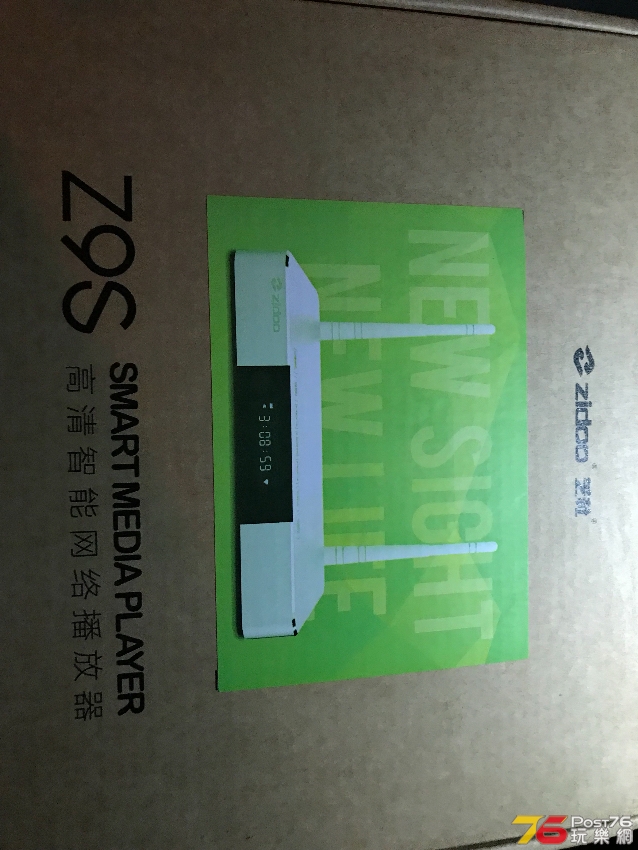 zidoo® 芝杜®
NEW SIGHT
NEW LIFE
zidoo
3:08:59
Z9S
SMART MEDIA PLAYER
高清智能网络播放器
76 POST76
玩樂網